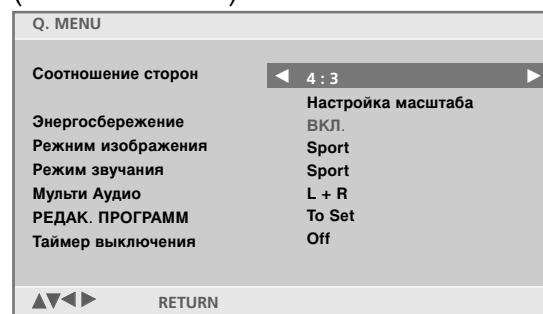 Q. MENU
Соотношение сторон ◀ 4 : 3 ▶
Настройка масштаба
Энергосбережение ВКЛ.
Режним изображения Sport
Режим звучания Sport
Мульти Аудио L + R
РЕДАК. ПРОГРАММ To Set
Таймер выключения Off
▲▼◀▶ RETURN